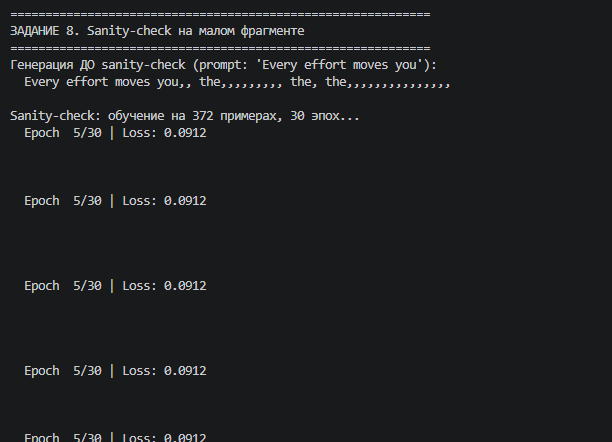 ============================================================
ЗАДАНИЕ 8. Sanity-check на малом фрагменте
============================================================
Генерация ДО sanity-check (prompt: 'Every effort moves you'):
Every effort moves you,, the,,,,,,,,, the, the,,,,,,,,,,,,,,,
Sanity-check: обучение на 372 примерах, 30 эпох...
Epoch  5/30 | Loss: 0.0912
Epoch  5/30 | Loss: 0.0912
Epoch  5/30 | Loss: 0.0912
Epoch  5/30 | Loss: 0.0912
Epoch  5/30 | Loss: 0.0912